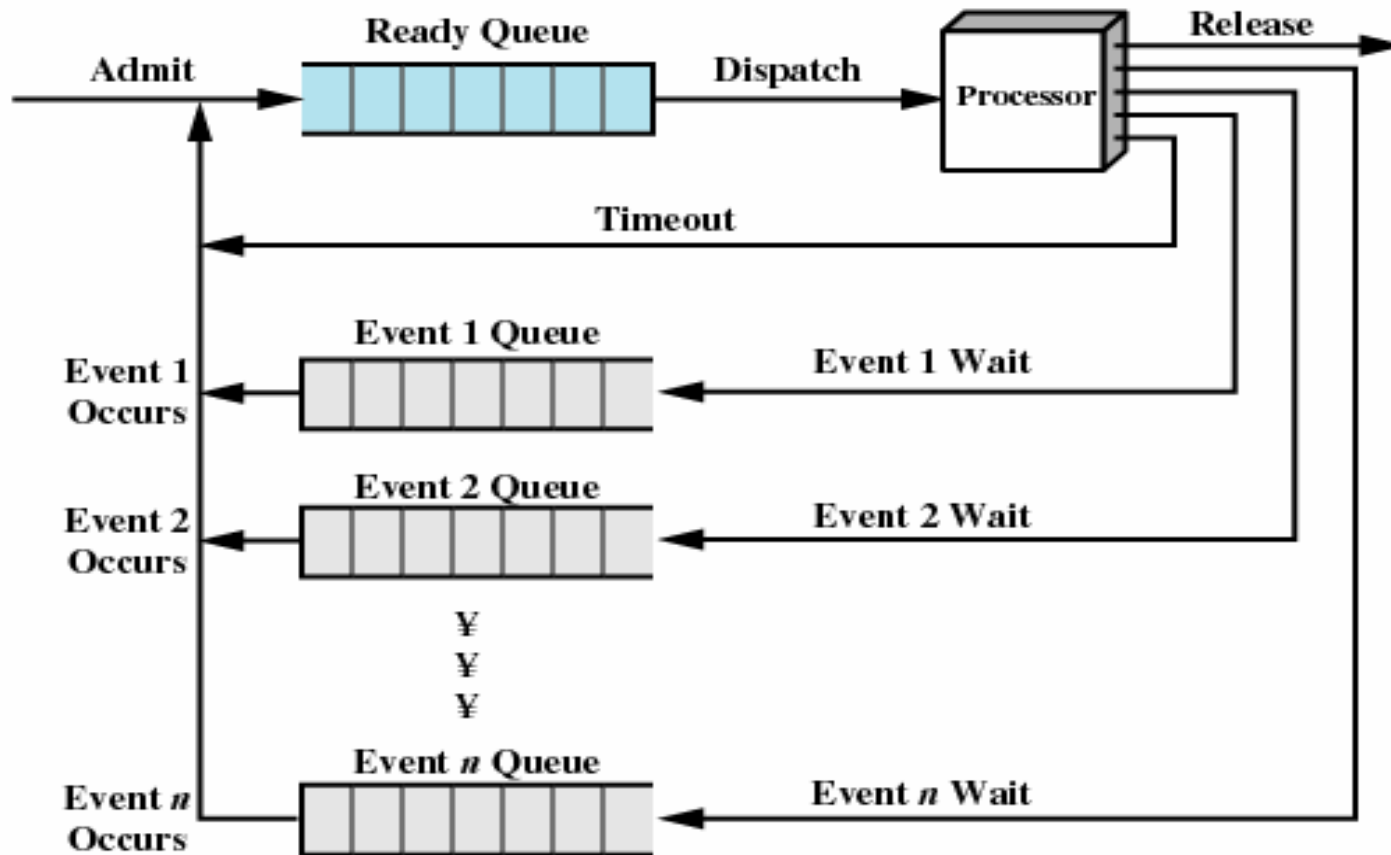 Ready Queue
Release
Admit
Dispatch
Processor
Timeout
Event 1 Queue
Event 1
Occurs
Event 1 Wait
Event 2 Queue
Event 2
Occurs
Event 2 Wait
¥
¥
¥
Event n Queue
Event n
Occurs
Event n Wait